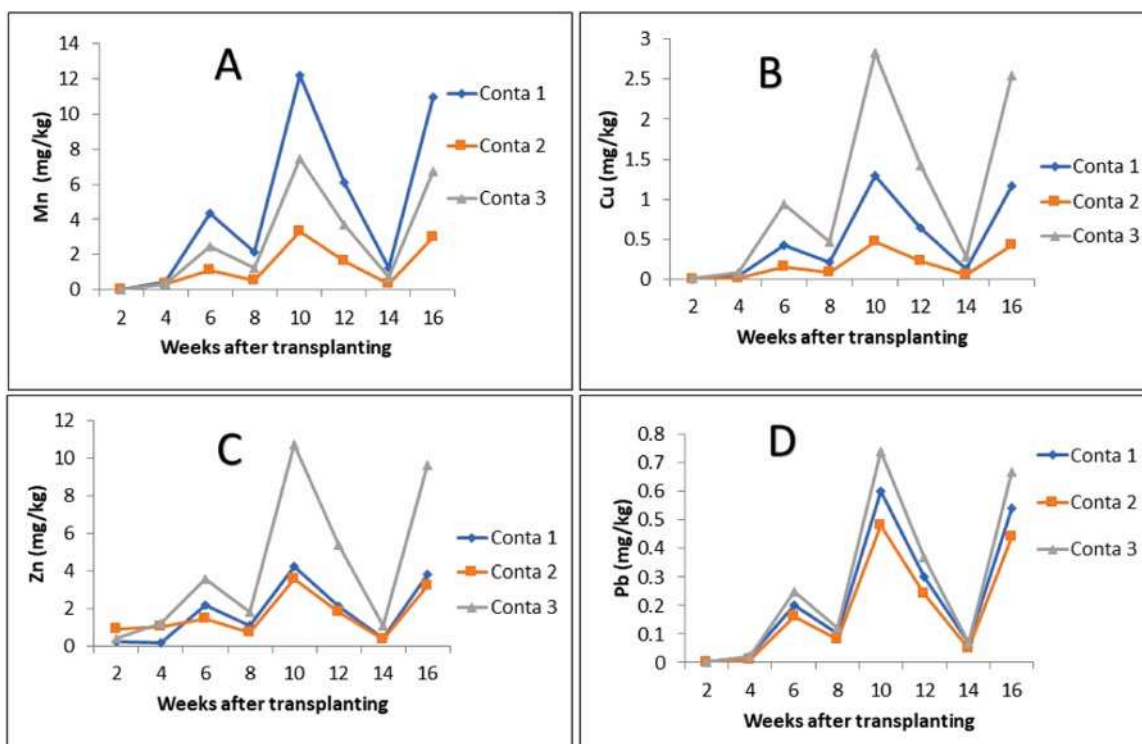 A
Mn (mg/kg)
14
12
10
8
6
4
2
0
2 4 6 8 10 12 14 16
Weeks after transplanting
Conta 1
Conta 2
Conta 3
B
Cu (mg/kg)
3
2.5
2
1.5
1
0.5
0
2 4 6 8 10 12 14 16
Weeks after transplanting
Conta 1
Conta 2
Conta 3
C
Zn (mg/kg)
12
10
8
6
4
2
0
2 4 6 8 10 12 14 16
Weeks after transplanting
Conta 1
Conta 2
Conta 3
D
Pb (mg/kg)
0.8
0.7
0.6
0.5
0.4
0.3
0.2
0.1
0
2 4 6 8 10 12 14 16
Weeks after transplanting
Conta 1
Conta 2
Conta 3